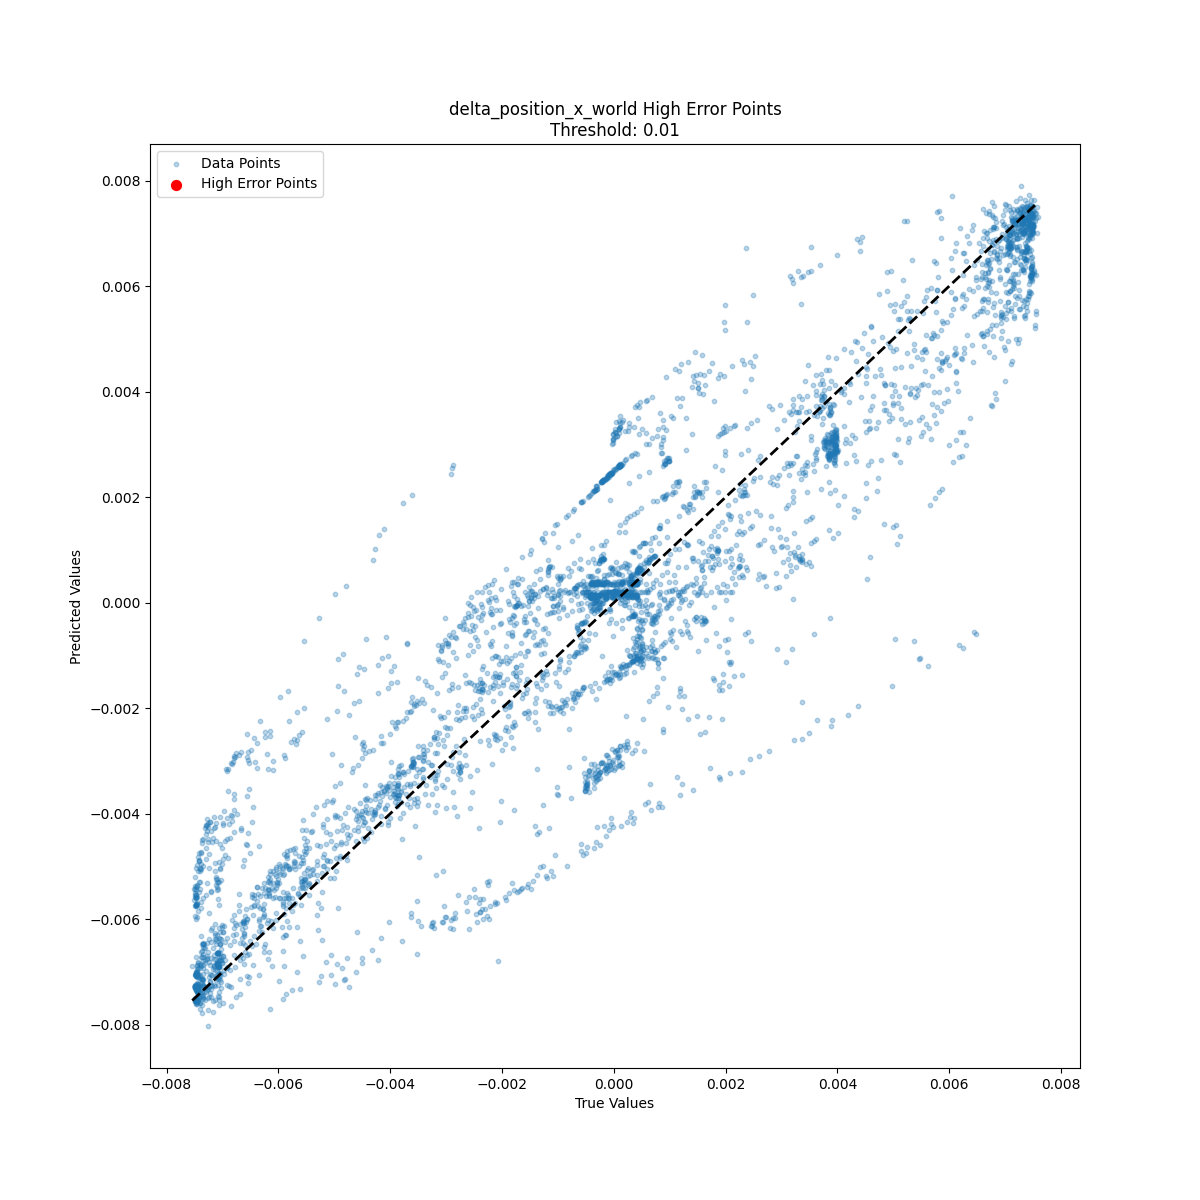 delta_position_x_world High Error Points
Threshold: 0.01
Data Points
High Error Points
0.008
0.006
0.004
0.002
0.000
−0.002
−0.004
−0.006
−0.008
Predicted Values
−0.008 −0.006 −0.004 −0.002 0.000 0.002 0.004 0.006 0.008
True Values